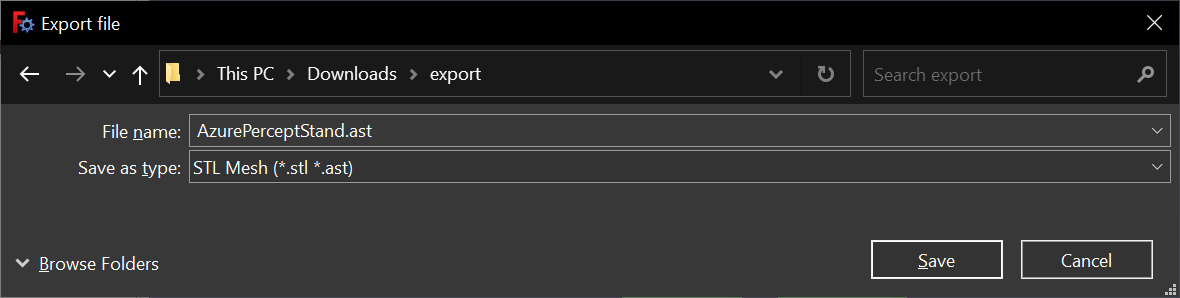 Export file
This PC Downloads export
Search export
File name: AzurePerceptStand.ast
Save as type: STL Mesh (*.stl *.ast)
Browse Folders
Save
Cancel